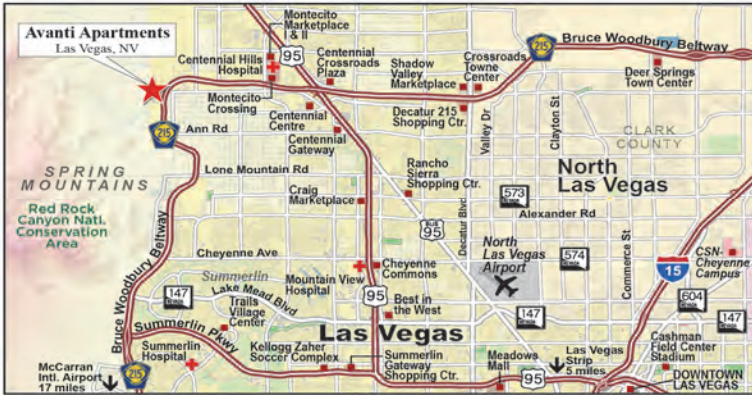 Avanti Apartments
Las Vegas, NV
Montecito
Marketplace
I & II
Centennial Hills
Hospital
95
Centennial
Crossroads
Plaza
Shadow
Valley
Marketplace
Crossroads
Towne
Center
215
Bruce Woodbury Beltway
Deer Springs
Town Center
Montecito
Crossing
Centennial
Centre
Decatur 215
Shopping Ctr.
Valley Dr
Clayton St
CLARK
COUNTY
215
Ann Rd
Centennial
Gateway
SPRING
MOUNTAINS
Lone Mountain Rd
Rancho
Sierra
Shopping Ctr.
North
Las Vegas
573
NEVADA
Red Rock
Canyon Natl.
Conservation
Area
Craig
Marketplace
Alexander Rd
BUS
95
Decatur Blvd
Bruce Woodbury Beltway
Cheyenne Ave
Cheyenne
Commons
North
Las Vegas
Airport
574
NEVADA
Commerce St
15
CSN-
Cheyenne
Campus
Summerlin
Mountain View
Hospital
147
NEVADA
Lake Mead Blvd
95
604
NEVADA
Trails
Village
Center
Best in
the West
147
NEVADA
147
NEVADA
Summerlin Pkwy
Las Vegas
Summerlin
Hospital
Kellogg Zaher
Soccer Complex
Summerlin
Gateway
Shopping Ctr.
Meadows
Mall
Las Vegas
Strip
5 miles
Cashman
Field Center
Stadium
McCarran
Intl. Airport
17 miles
215
95
DOWNTOWN
LAS VEGAS